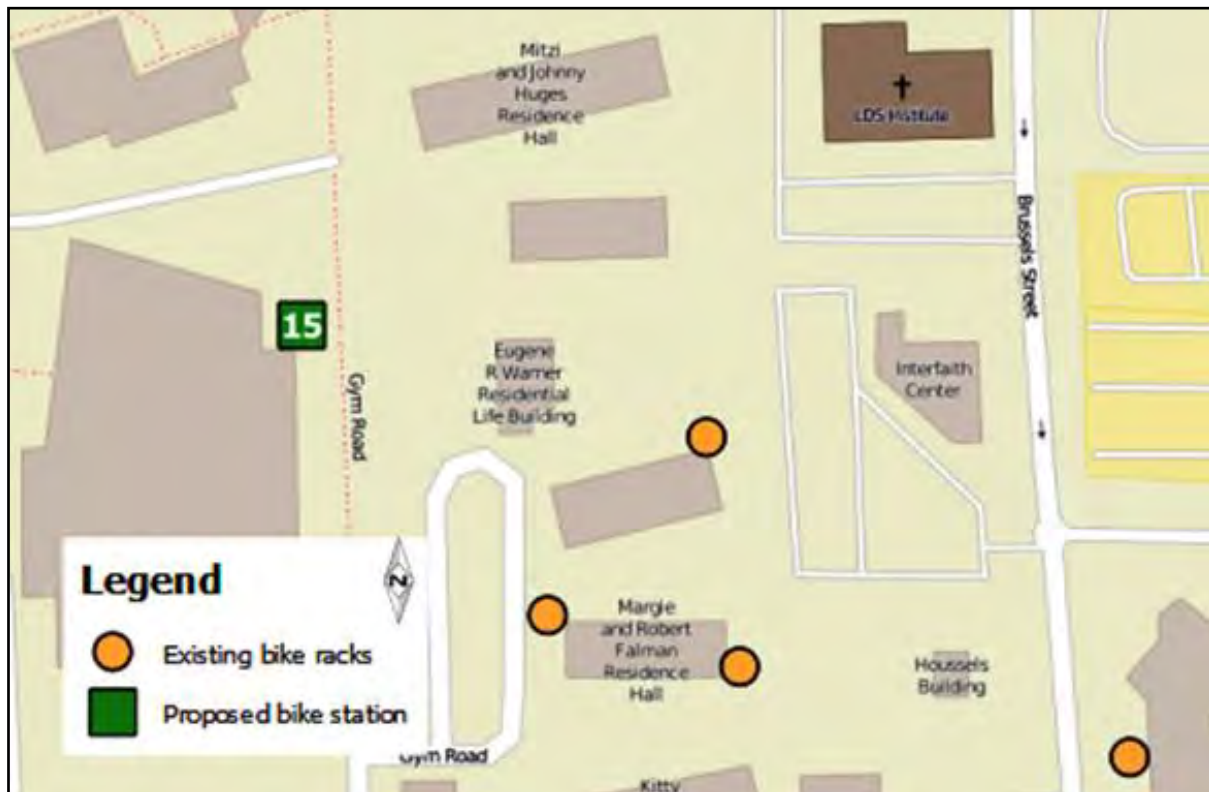 Mitzi
and Johnny
Huges
Residence
Hall
LDS Institute
Brussels Street
15
Eugene
R Warner
Residential
Life Building
Interfaith
Center
Gym Road
Legend
N
Existing bike racks
Proposed bike station
Margie
and Robert
Falman
Residence
Hall
Houssels
Building
Gym Road
Kitty